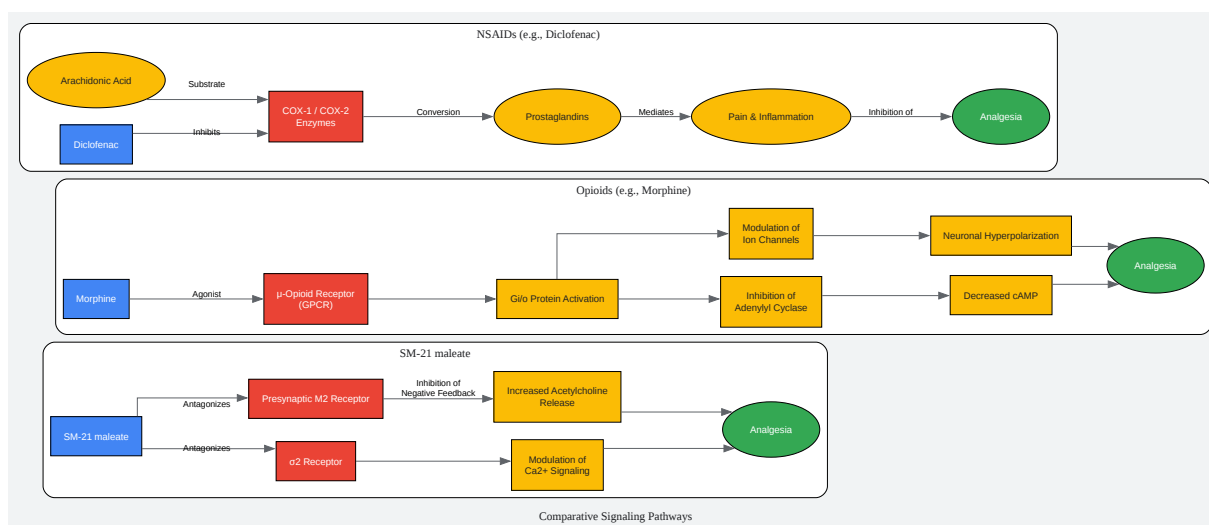 NSAIDs (e.g., Diclofenac)
Arachidonic Acid
Substrate
COX-1 / COX-2
Enzymes
Conversion
Prostaglandins
Mediates
Pain & Inflammation
Inhibition of
Analgesia
Diclofenac
Inhibits
Opioids (e.g., Morphine)
Modulation of
Ion Channels
Neuronal Hyperpolarization
Analgesia
Morphine
Agonist
μ-Opioid Receptor
(GPCR)
Gi/o Protein Activation
Inhibition of
Adenylyl Cyclase
Decreased cAMP
SM-21 maleate
Antagonizes
Presynaptic M2 Receptor
Inhibition of
Negative Feedback
Increased Acetylcholine
Release
SM-21 maleate
Analgesia
Antagonizes
σ2 Receptor
Modulation of
Ca2+ Signaling
Comparative Signaling Pathways